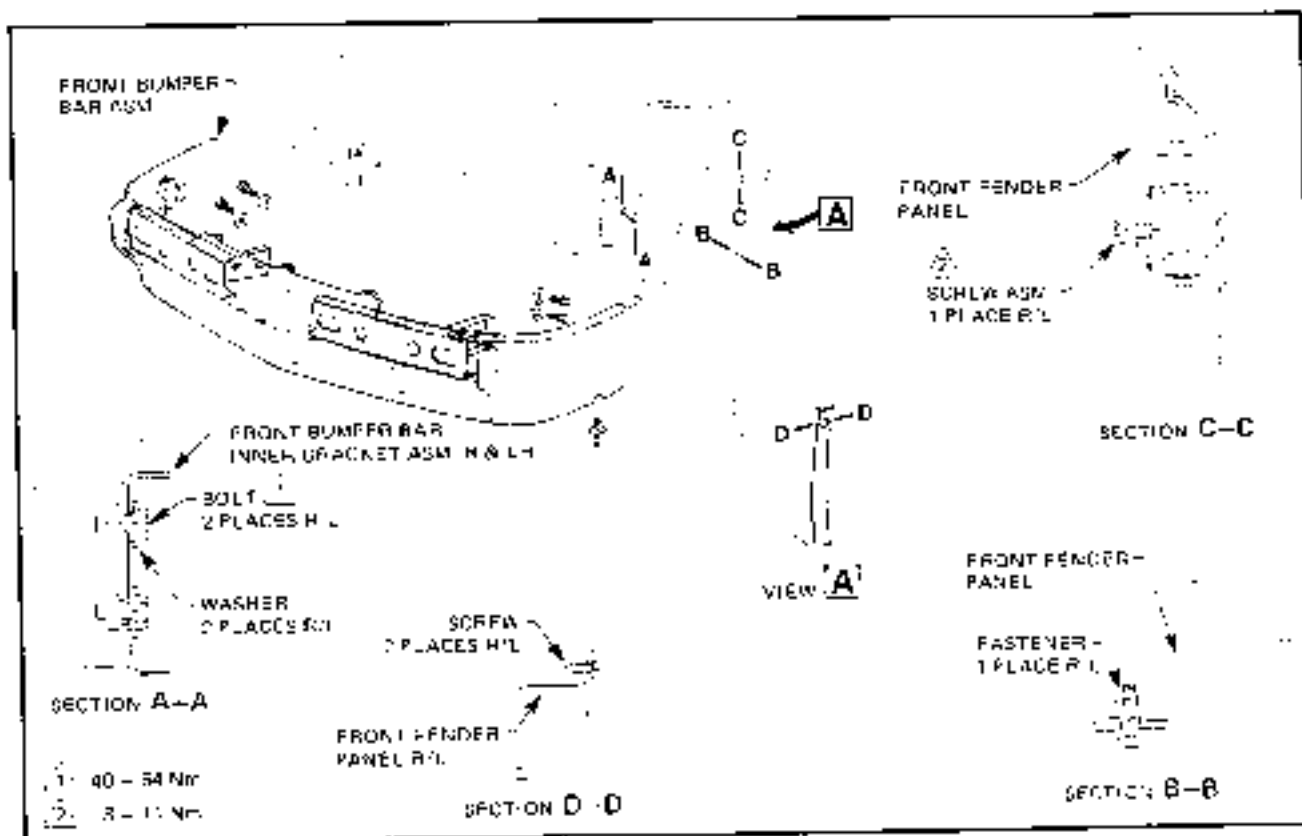 FRONT BUMPER
BAR ASM
A
A
C
C
A
B
B
FRONT FENDER
PANEL
SCREW ASM
1 PLACE R/L
SECTION C-C
D
D
FRONT BUMPER BAR
INNER BRACKET ASM & LH
BOLT
2 PLACES R/L
WASHER
2 PLACES R/L
SECTION A-A
SCREW
2 PLACES R/L
FRONT FENDER
PANEL R/L
SECTION D-D
VIEW A
FRONT FENDER
PANEL
FASTENER
1 PLACE R/L
SECTION B-B
1 40 - 54 Nm
2 Nm